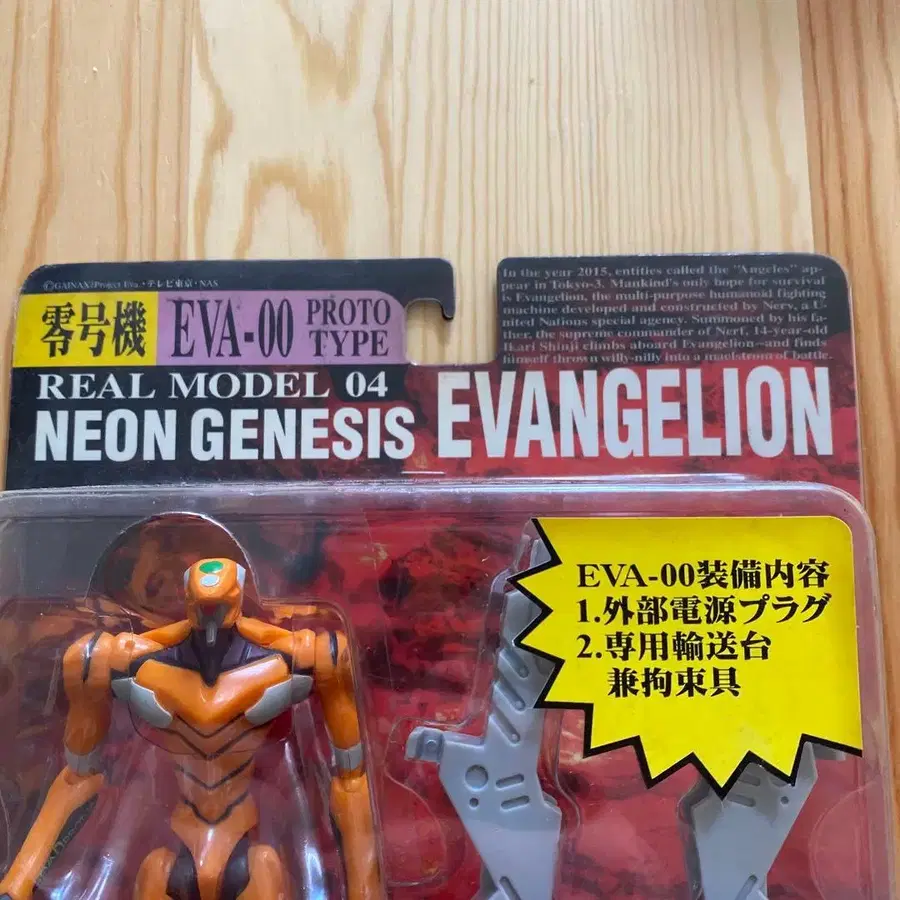 ©GAINAX/Project Eva.・テレビ東京・NAS
零号機
EVA-00
PROTO
TYPE
REAL MODEL 04
NEON GENESIS EVANGELION
In the year 2015, entities called the "Angeles" ap-
pear in Tokyo-3. Mankind's only hope for survival
is Evangelion, the multi-purpose humanoid fighting
machine developed and constructed by Nerv, a U-
nited Nations special agency. Summoned by his fa-
ther, the supreme commander of Nerf, 14-year-old
Ikari Shinji climbs aboard Evangelion—and finds
himself thrown willy-nilly into a maelstrom of battle.
EVA-00装備内容
1.外部電源プラグ
2.専用輸送台
兼拘束具